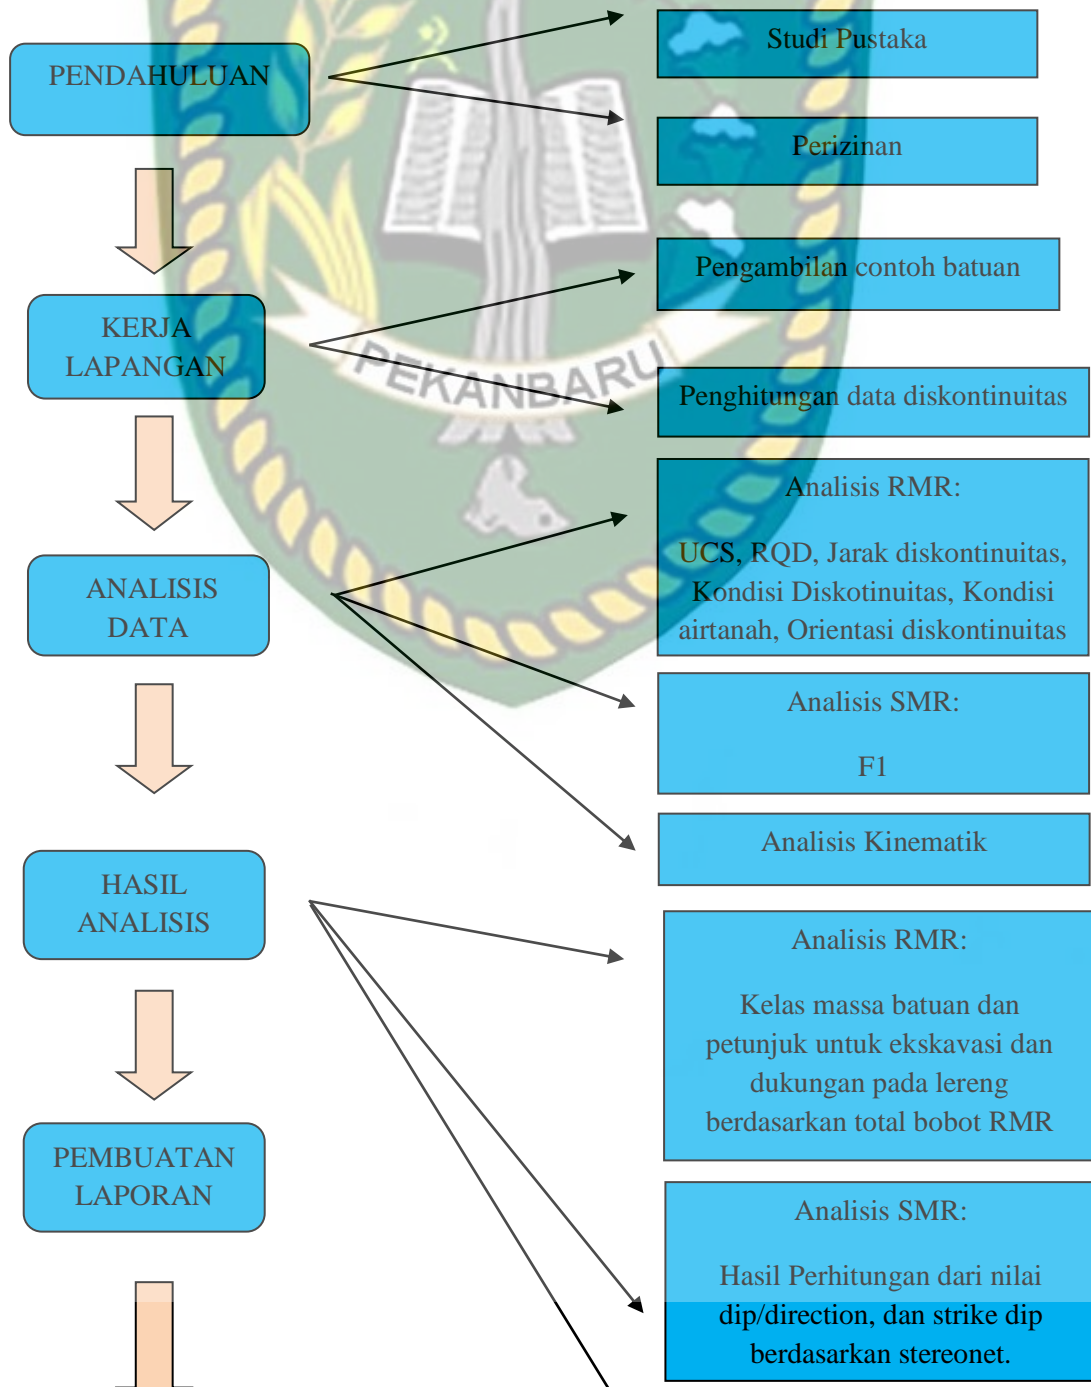 PENDAHULUAN
Studi Pustaka
Perizinan
KERJA
LAPANGAN
Pengambilan contoh batuan
Penghitungan data diskontinuitas
PEKANBARU
ANALISIS
DATA
Analisis RMR:
UCS, RQD, Jarak diskontinuitas,
Kondisi Diskotinuitas, Kondisi
airtanah, Orientasi diskontinuitas
Analisis SMR:
F1
Analisis Kinematik
HASIL
ANALISIS
Analisis RMR:
Kelas massa batuan dan
petunjuk untuk ekskavasi dan
dukungan pada lereng
berdasarkan total bobot RMR
Analisis SMR:
Hasil Perhitungan dari nilai
dip/direction, dan strike dip
berdasarkan stereonet.
PEMBUATAN
LAPORAN